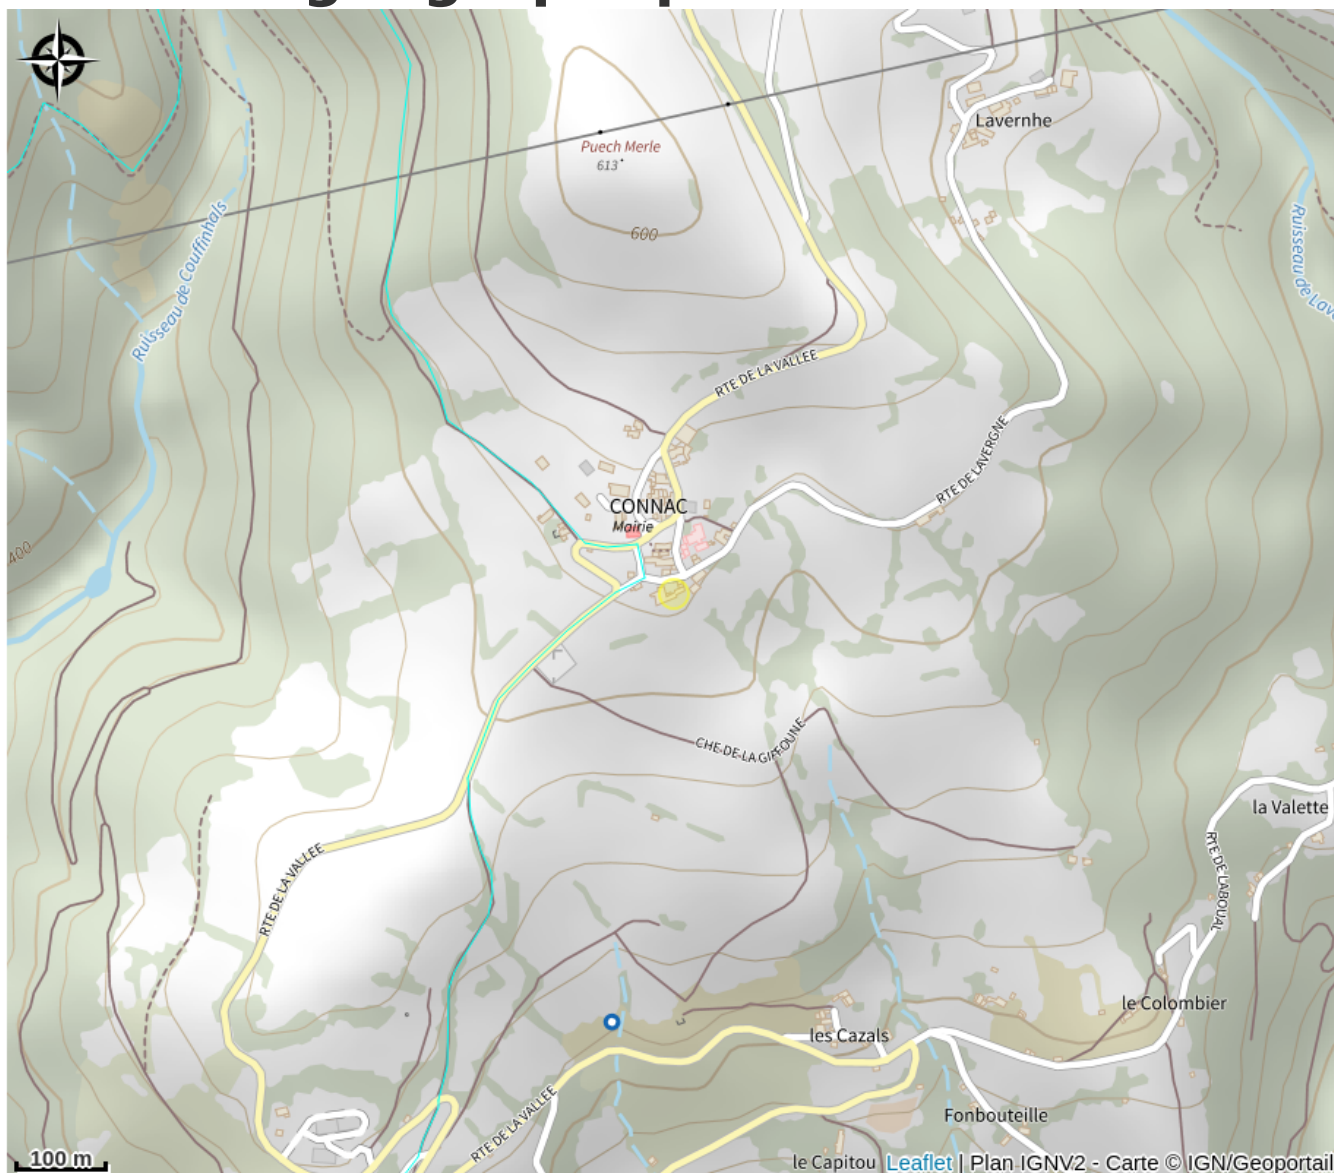 Lavernhe
Puech Merle
613
600
Ruisseau de Couffinhals
Ruisseau de Lave
RTE DE LA VALLEE
RTE DE LAVERGNE
CONNAC
Mairie
400
CHE DE LA GIFFOUNE
la Valette
RTE DE LABOUAL
RTE DE LA VALLEE
le Colombier
les Cazals
RTE DE LA VALLEE
Fonbouteille
le Capitou
100 m
Leaflet | Plan IGNV2 - Carte © IGN/Geoportail